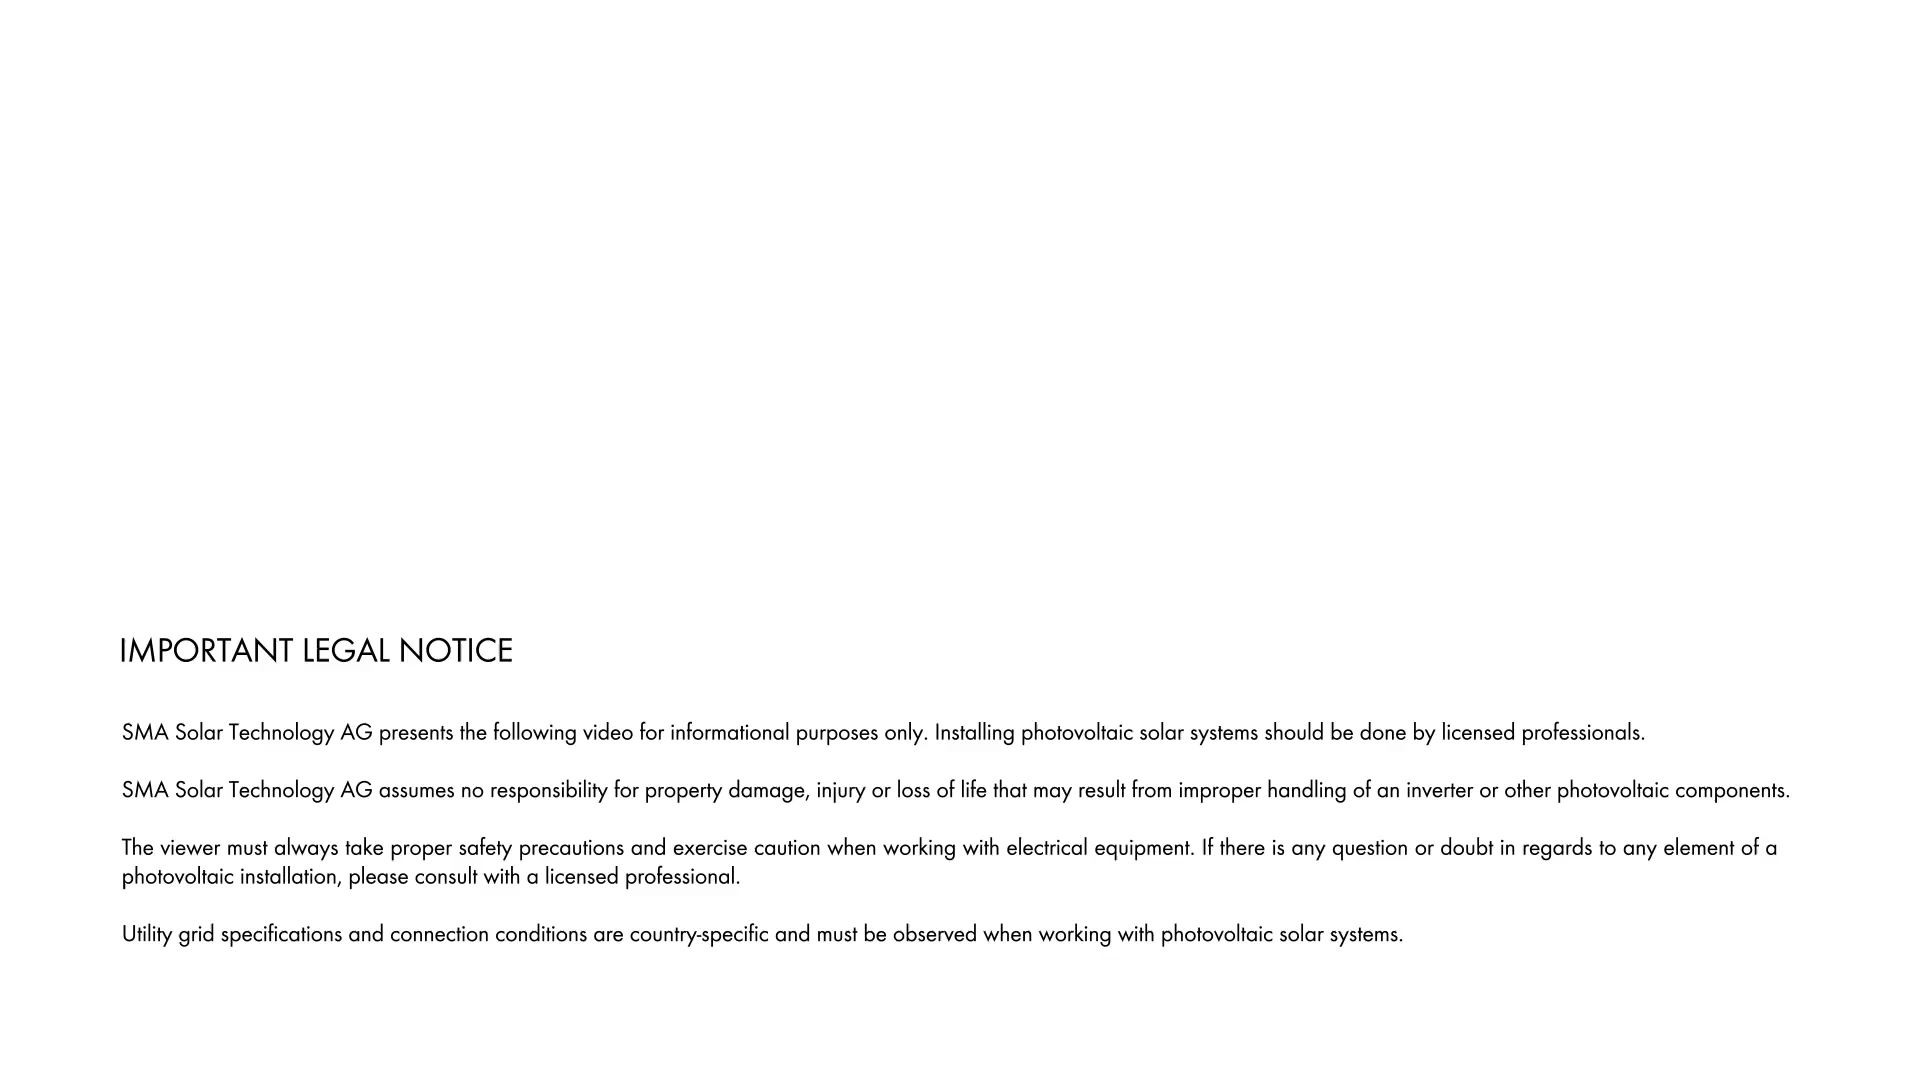 IMPORTANT LEGAL NOTICE
SMA Solar Technology AG presents the following video for informational purposes only. Installing photovoltaic solar systems should be done by licensed professionals.
SMA Solar Technology AG assumes no responsibility for property damage, injury or loss of life that may result from improper handling of an inverter or other photovoltaic components.
The viewer must always take proper safety precautions and exercise caution when working with electrical equipment. If there is any question or doubt in regards to any element of a
photovoltaic installation, please consult with a licensed professional.
Utility grid specifications and connection conditions are country-specific and must be observed when working with photovoltaic solar systems.